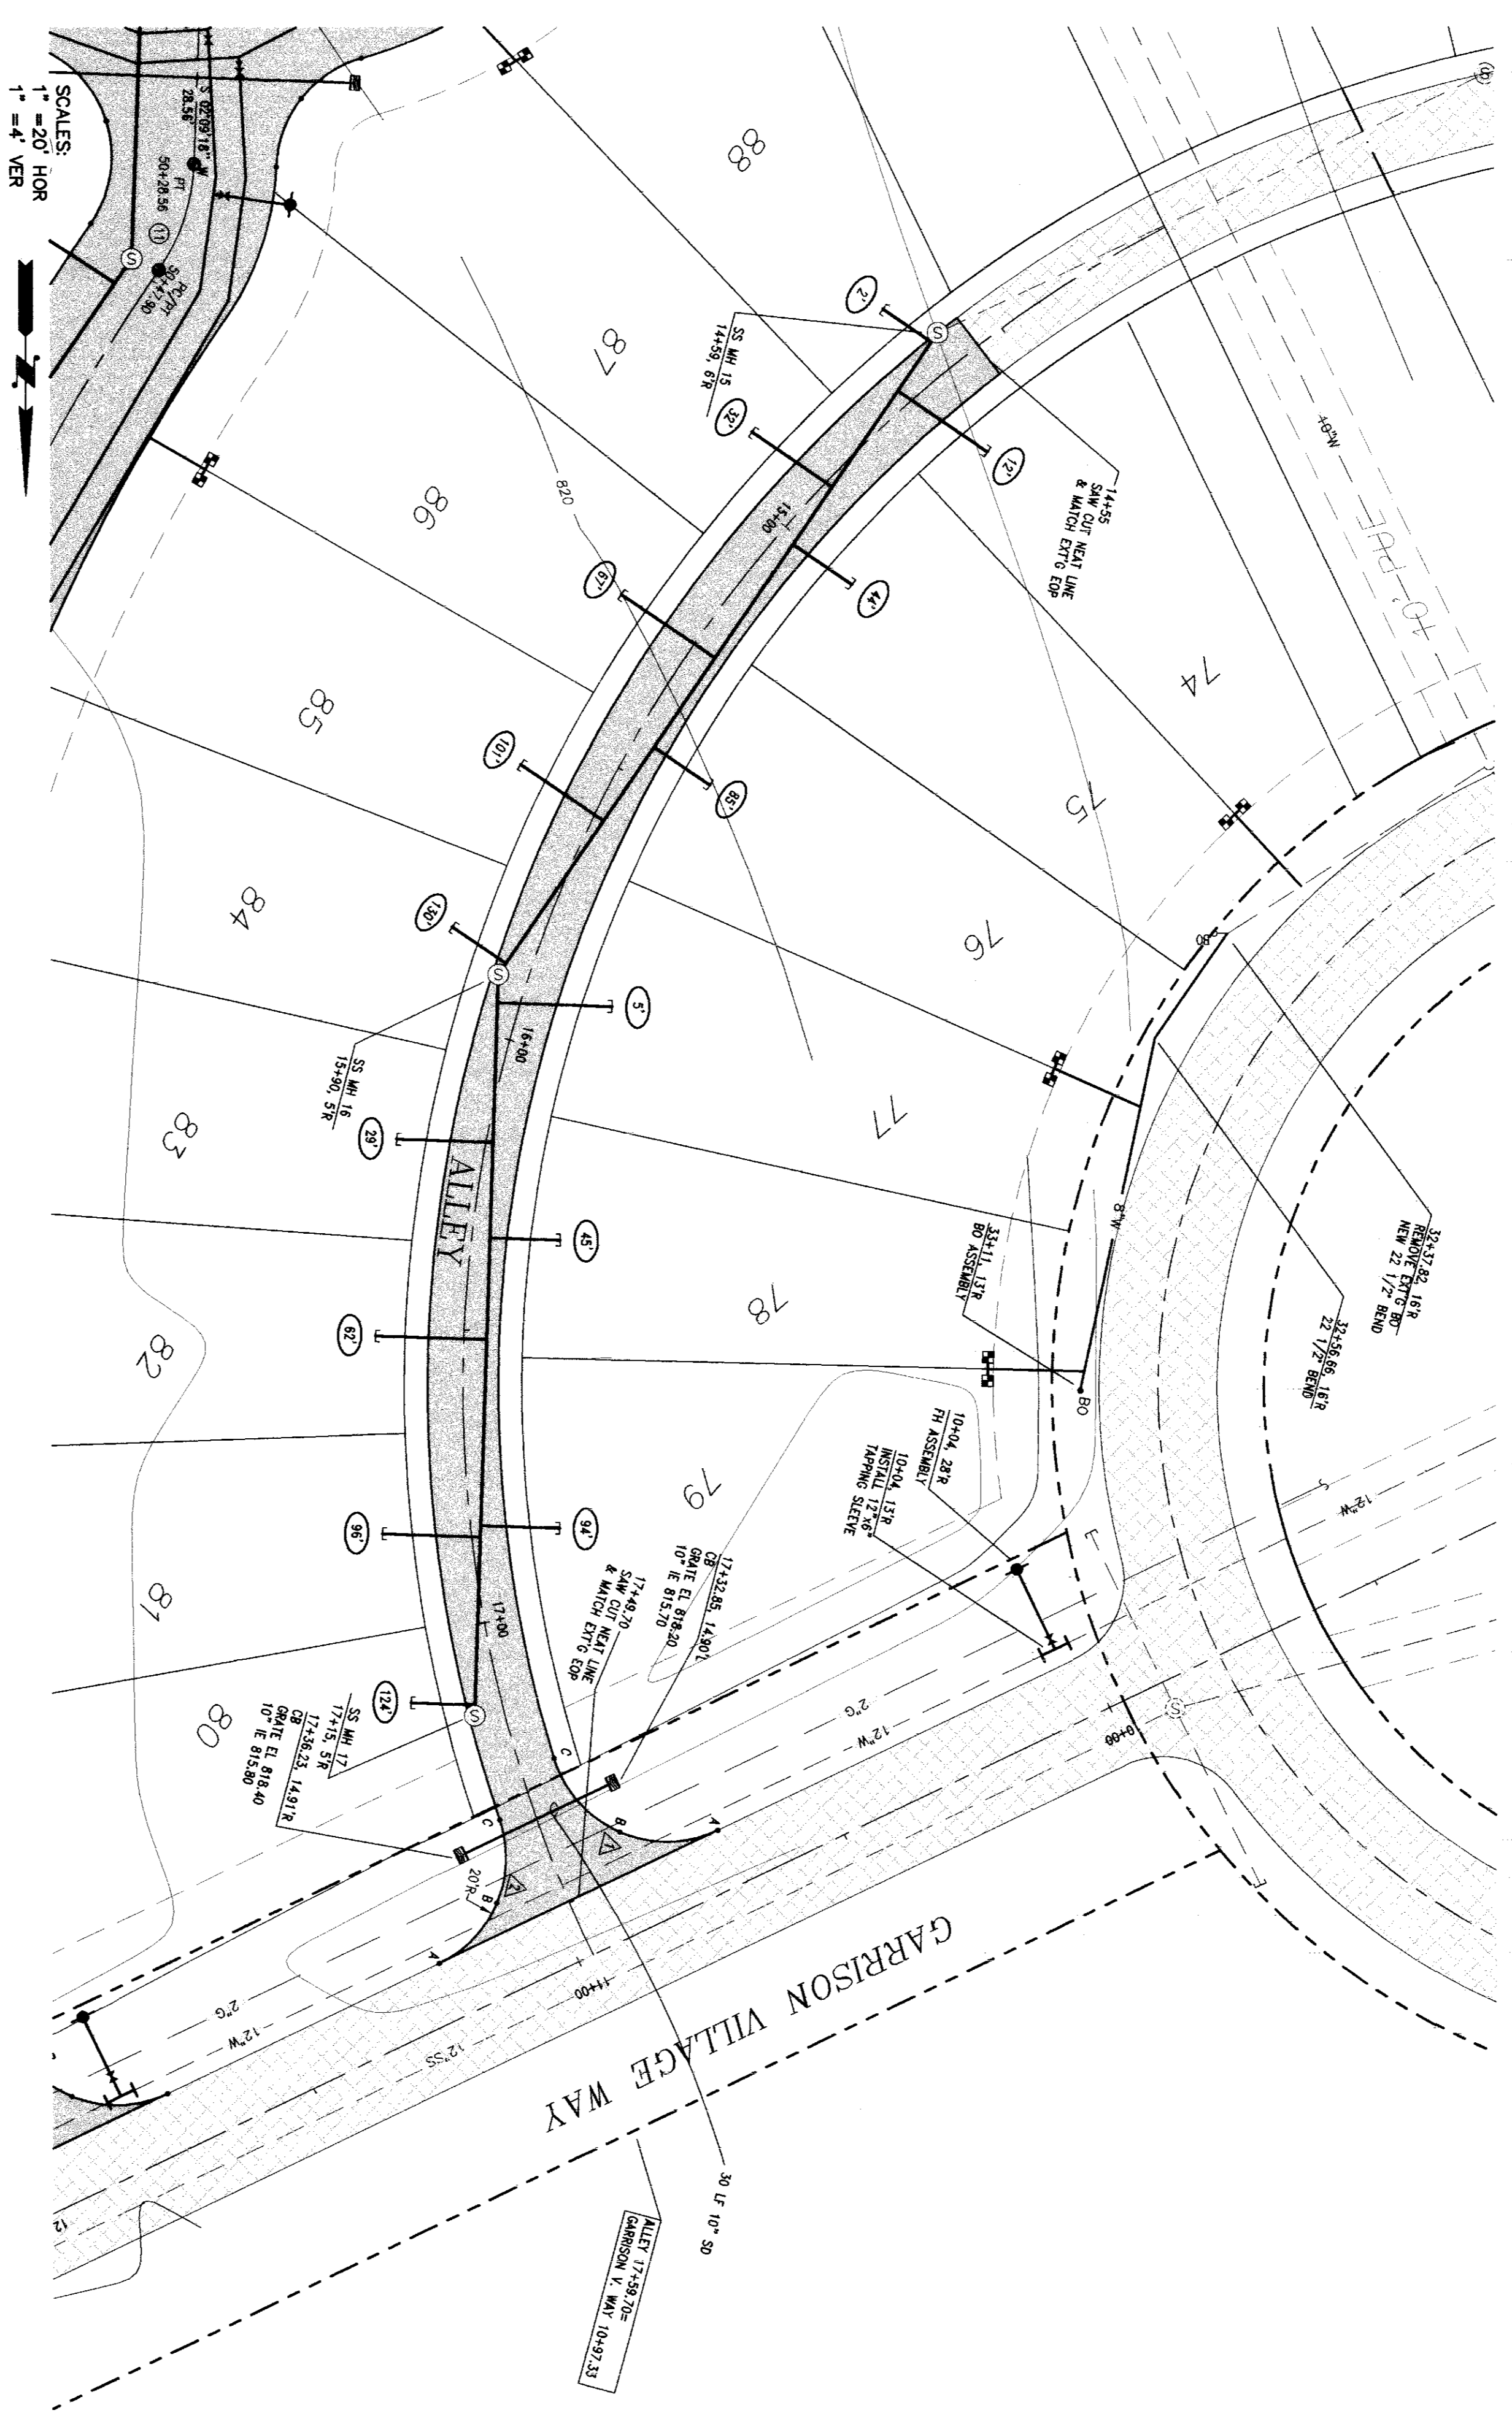 SCALES:
1" =20' HOR
1" =4' VER
S 02°09'18" W
28.56'
PT
50+28.56
11
PC/PT
50+47.90
S
88
87
86
85
84
83
82
81
80
79
78
77
76
75
74
820
2'
S
SS MH 15
14+59, 6'R
14+55
SAW CUT NEAT LINE
& MATCH EXT'G EOP
12'
32'
15+00
44'
67'
85'
101'
130'
S
SS MH 16
15+90, 5'R
5'
16+00
29'
ALLEY
45'
62'
94'
96'
17+00
124'
S
SS MH 17
17+15, 5'R
17+36.23, 14.91'R
CB
GRATE EL 818.40
10" IE 815.80
17+49.70
SAW CUT NEAT LINE
& MATCH EXT'G EOP
17+32.85, 14.90'L
CB
GRATE EL 818.20
10" IE 815.70
C
B
A
1
C
B
A
2
20'R
10' PUE
BO
32+37.82, 16'R
REMOVE EXT'G BO
NEW 22 1/2" BEND
32+56.66, 16'R
22 1/2" BEND
8"W
33+11, 13'R
BO ASSEMBLY
BO
10+04, 28'R
FH ASSEMBLY
10+04, 13'R
INSTALL 12" x6"
TAPPING SLEEVE
12"W
S
2"G
12"W
GARRISON VILLAGE WAY
11+00
2"G
12"W
12"SS
12
30 LF 10" SD
ALLEY 17+59.70=
GARRISON V. WAY 10+97.33